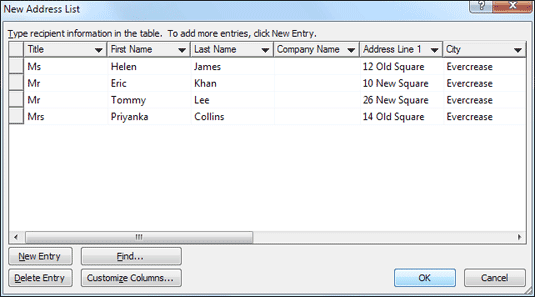 New Address List
Type recipient information in the table. To add more entries, click New Entry.
Title First Name Last Name Company Name Address Line 1 City
Ms Helen James 12 Old Square Evercrease
Mr Eric Khan 10 New Square Evercrease
Mr Tommy Lee 26 New Square Evercrease
Mrs Priyanka Collins 14 Old Square Evercrease
New Entry Find...
Delete Entry Customize Columns... OK Cancel